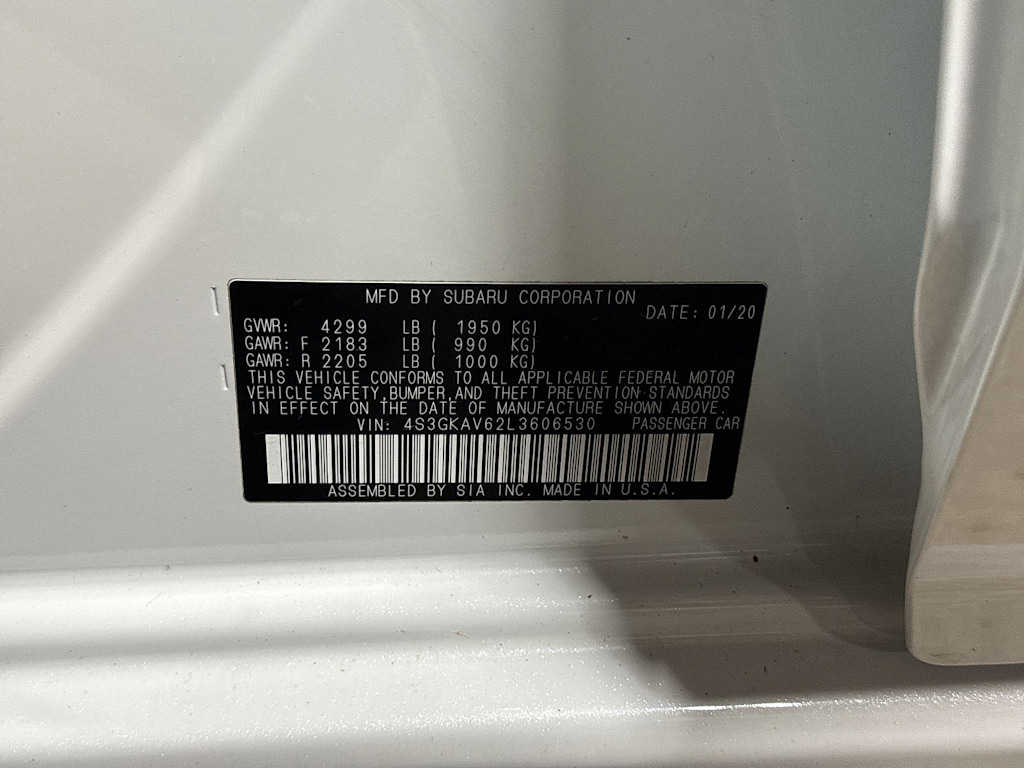 MFD BY SUBARU CORPORATION
DATE: 01/20
GVWR: 4299 LB ( 1950 KG)
GAWR: F 2183 LB ( 990 KG)
GAWR: R 2205 LB ( 1000 KG)
THIS VEHICLE CONFORMS TO ALL APPLICABLE FEDERAL MOTOR
VEHICLE SAFETY,BUMPER,AND THEFT PREVENTION STANDARDS
IN EFFECT ON THE DATE OF MANUFACTURE SHOWN ABOVE.
VIN: 4S3GKAV62L3606530 PASSENGER CAR
ASSEMBLED BY SIA INC. MADE IN U.S.A.